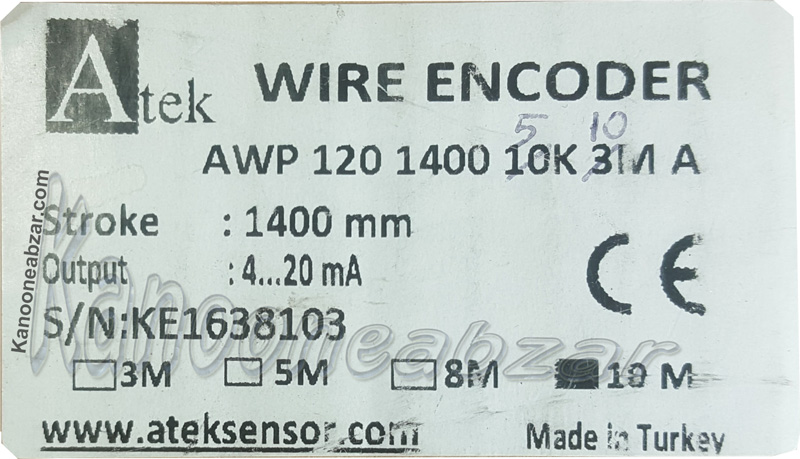 Atek WIRE ENCODER
5 10
AWP 120 1400 10K 3M A
Stroke : 1400 mm
Output : 4...20 mA
S/N:KE1638103
3M 5M 8M 10 M
www.ateksensor.com Made in Turkey
CE
Kanooneabzar.com
Kanooneabzar